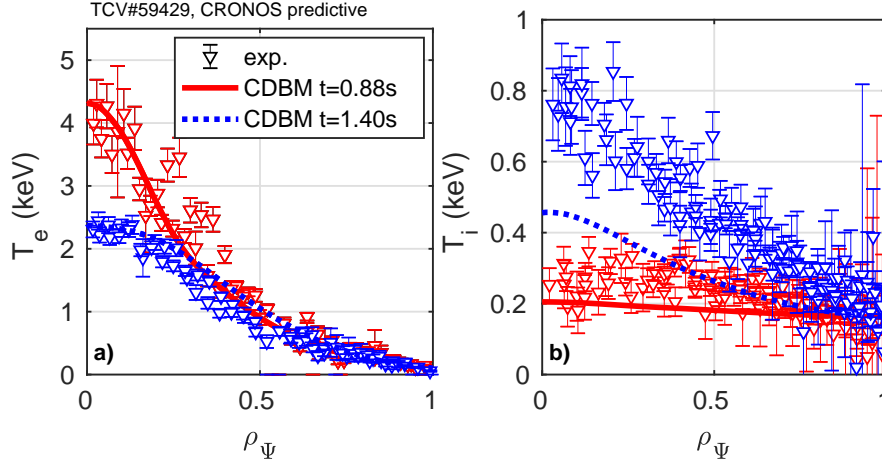 TCV#59429, CRONOS predictive
exp.
CDBM t=0.88s
CDBM t=1.40s
T_e (keV)
5
4
3
2
1
0
a)
0
0.5
1
ρ_Ψ
T_i (keV)
1
0.8
0.6
0.4
0.2
0
b)
0
0.5
1
ρ_Ψ